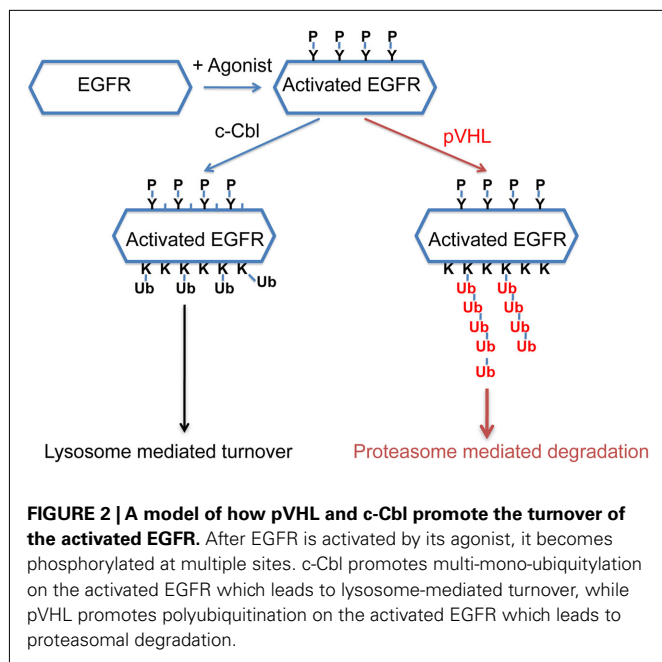 P P P P
Y Y Y Y
EGFR
+ Agonist
Activated EGFR
c-Cbl
pVHL
P P P P
Y Y Y Y
Activated EGFR
K K K K K K
Ub Ub Ub Ub
P P P P
Y Y Y Y
Activated EGFR
K K K K K K
Ub Ub
Ub Ub
Ub Ub
Ub Ub
Ub
Lysosome mediated turnover
Proteasome mediated degradation
FIGURE 2 | A model of how pVHL and c-Cbl promote the turnover of
the activated EGFR. After EGFR is activated by its agonist, it becomes
phosphorylated at multiple sites. c-Cbl promotes multi-mono-ubiquitylation
on the activated EGFR which leads to lysosome-mediated turnover, while
pVHL promotes polyubiquitination on the activated EGFR which leads to
proteasomal degradation.